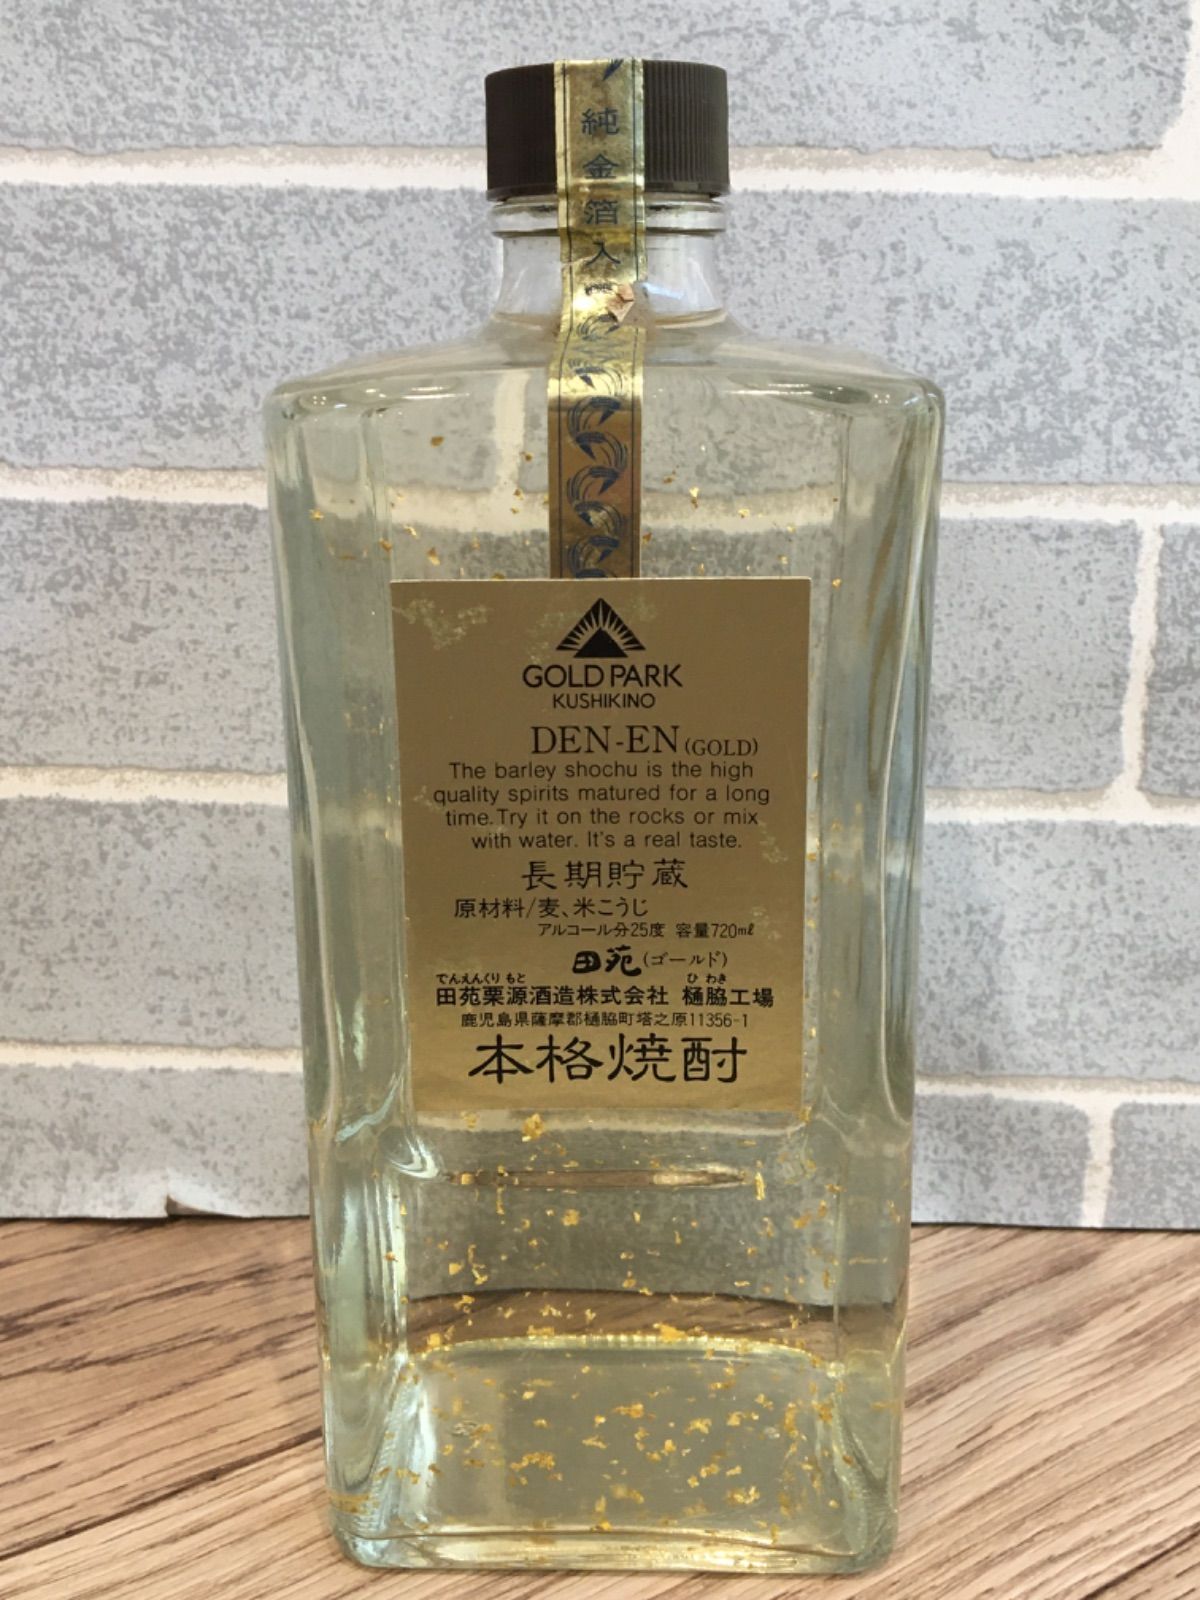 純金箔入
GOLD PARK
KUSHIKINO
DEN-EN (GOLD)
The barley shochu is the high
quality spirits matured for a long
time. Try it on the rocks or mix
with water. It's a real taste.
長期貯蔵
原材料/麦、米こうじ
アルコール分25度 容量720mℓ
田苑(ゴールド)
でんえんくりもと ひわき
田苑栗源酒造株式会社 樋脇工場
鹿児島県薩摩郡樋脇町塔之原11356-1
本格焼酎